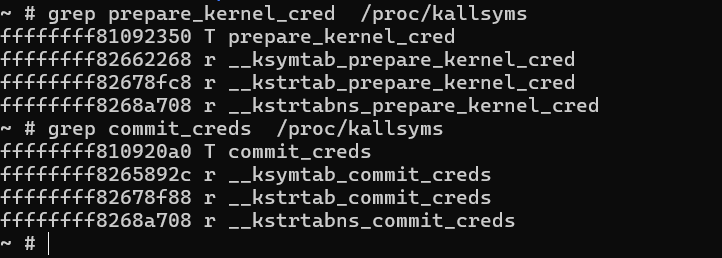 ~ # grep prepare_kernel_cred  /proc/kallsyms
ffffffff81092350 T prepare_kernel_cred
ffffffff82662268 r __ksymtab_prepare_kernel_cred
ffffffff82678fc8 r __kstrtab_prepare_kernel_cred
ffffffff8268a708 r __kstrtabns_prepare_kernel_cred
~ # grep commit_creds  /proc/kallsyms
ffffffff810920a0 T commit_creds
ffffffff8265892c r __ksymtab_commit_creds
ffffffff82678f88 r __kstrtab_commit_creds
ffffffff8268a708 r __kstrtabns_commit_creds
~ #